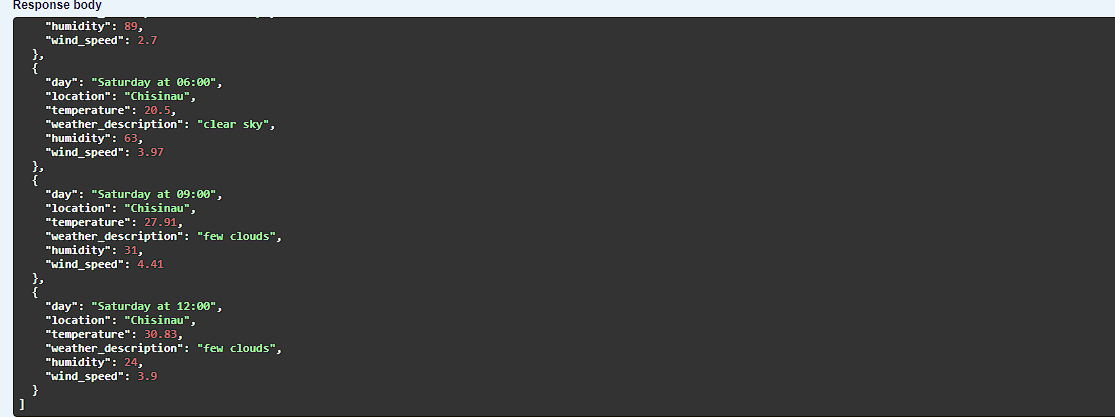 Response body
"humidity": 89,
"wind_speed": 2.7
},
{
"day": "Saturday at 06:00",
"location": "Chisinau",
"temperature": 20.5,
"weather_description": "clear sky",
"humidity": 63,
"wind_speed": 3.97
},
{
"day": "Saturday at 09:00",
"location": "Chisinau",
"temperature": 27.91,
"weather_description": "few clouds",
"humidity": 31,
"wind_speed": 4.41
},
{
"day": "Saturday at 12:00",
"location": "Chisinau",
"temperature": 30.83,
"weather_description": "few clouds",
"humidity": 24,
"wind_speed": 3.9
}
]